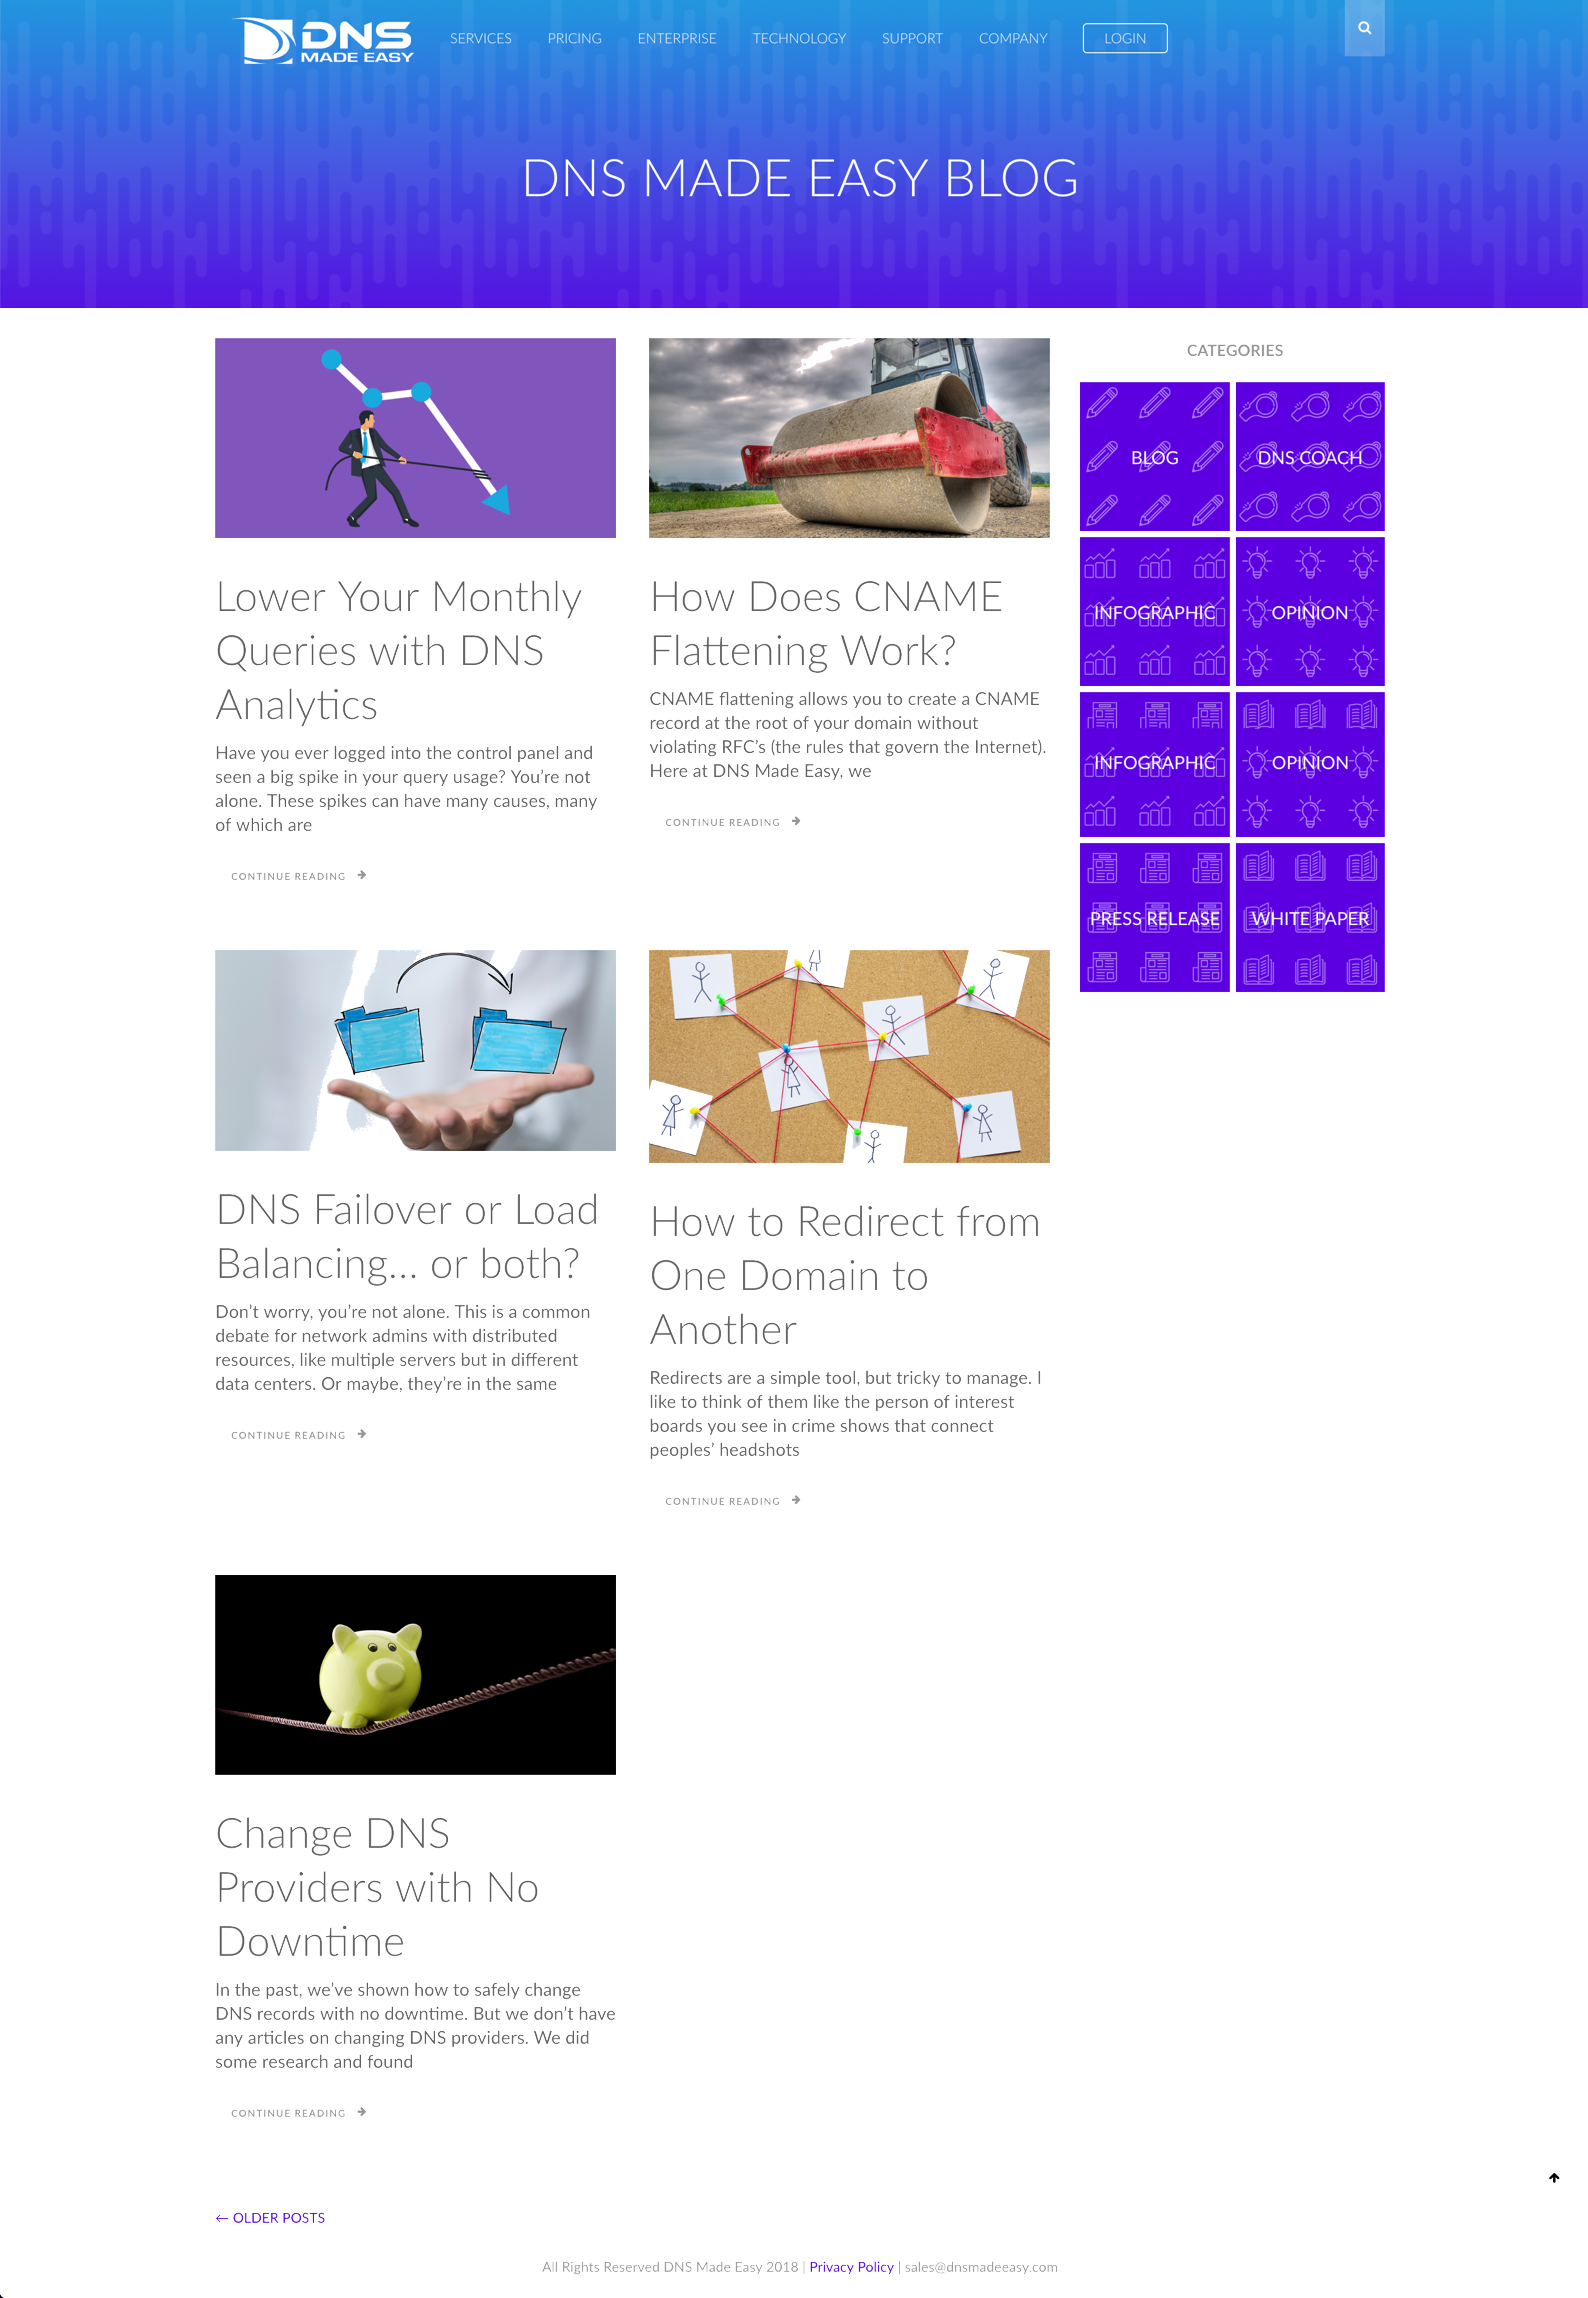 DNS
MADE EASY
SERVICES
PRICING
ENTERPRISE
TECHNOLOGY
SUPPORT
COMPANY
LOGIN
DNS MADE EASY BLOG
Lower Your Monthly
Queries with DNS
Analytics
Have you ever logged into the control panel and
seen a big spike in your query usage? You’re not
alone. These spikes can have many causes, many
of which are
CONTINUE READING
How Does CNAME
Flattening Work?
CNAME flattening allows you to create a CNAME
record at the root of your domain without
violating RFC’s (the rules that govern the Internet).
Here at DNS Made Easy, we
CONTINUE READING
DNS Failover or Load
Balancing… or both?
Don’t worry, you’re not alone. This is a common
debate for network admins with distributed
resources, like multiple servers but in different
data centers. Or maybe, they’re in the same
CONTINUE READING
How to Redirect from
One Domain to
Another
Redirects are a simple tool, but tricky to manage. I
like to think of them like the person of interest
boards you see in crime shows that connect
peoples’ headshots
CONTINUE READING
Change DNS
Providers with No
Downtime
In the past, we’ve shown how to safely change
DNS records with no downtime. But we don’t have
any articles on changing DNS providers. We did
some research and found
CONTINUE READING
CATEGORIES
BLOG
DNS COACH
INFOGRAPHIC
OPINION
INFOGRAPHIC
OPINION
PRESS RELEASE
WHITE PAPER
← OLDER POSTS
All Rights Reserved DNS Made Easy 2018 | Privacy Policy | sales@dnsmadeeasy.com